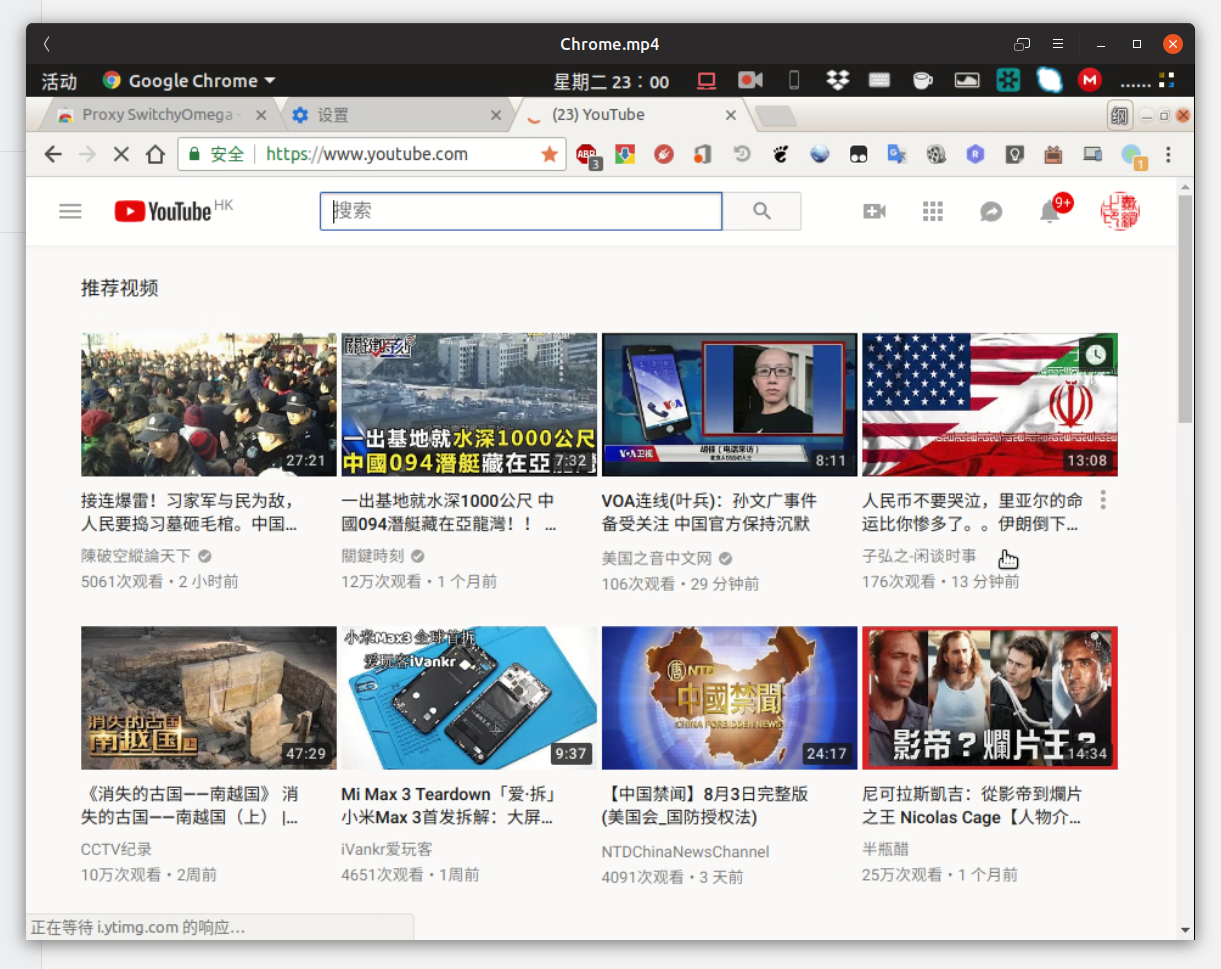 Chrome.mp4
活动 Google Chrome 星期二 23：00
Proxy SwitchyOmega - 设置 (23) YouTube 纲
安全 https://www.youtube.com ABP 3 1
YouTube HK 搜索 9+
推荐视频
關鍵時刻
一出基地就水深1000公尺
中國094潛艇藏在亞
27:21 7:32 VOA卫视 胡佳（电话采访） 8:11 13:08
接连爆雷！习家军与民为敌， 一出基地就水深1000公尺 中 VOA连线(叶兵)：孙文广事件 人民币不要哭泣，里亚尔的命
人民要捣习墓砸毛棺。中国... 國094潛艇藏在亞龍灣！！ ... 备受关注 中国官方保持沉默 运比你惨多了。。伊朗倒下...
陳破空縱論天下 關鍵時刻 美国之音中文网 子弘之-闲谈时事
5061次观看 • 2 小时前 12万次观看 • 1 个月前 106次观看 • 29 分钟前 176次观看 • 13 分钟前
小米Max3 全球首拆
爱玩客iVankr
唐 NTD
中國禁聞
CHINA FORBIDDEN NEWS
消失的古国
南越国 上
影帝？爛片王？
47:29 9:37 24:17 14:34
《消失的古国——南越国》 消 Mi Max 3 Teardown「爱·拆」 【中国禁闻】8月3日完整版 尼可拉斯凱吉：從影帝到爛片
失的古国——南越国（上） |... 小米Max 3首发拆解：大屏... (美国会_国防授权法) 之王 Nicolas Cage【人物介...
CCTV纪录 iVankr爱玩客 NTDChinaNewsChannel 半瓶醋
10万次观看 • 2周前 4651次观看 • 1周前 4091次观看 • 3 天前 25万次观看 • 1 个月前
正在等待 i.ytimg.com 的响应...